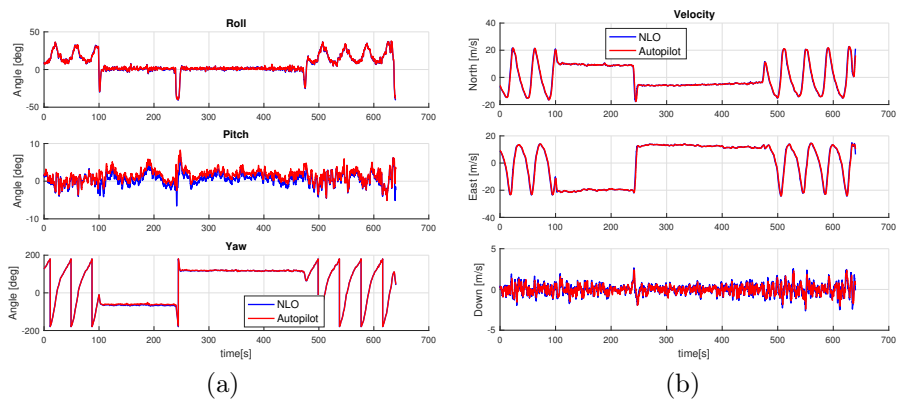 Roll
Angle [deg]
50
0
-50
0 100 200 300 400 500 600 700
Pitch
Angle [deg]
10
0
-10
0 100 200 300 400 500 600 700
Yaw
Angle [deg]
200
0
-200
NLO
Autopilot
0 100 200 300 400 500 600 700
time[s]
(a)
Velocity
North [m/s]
40
20
0
-20
NLO
Autopilot
0 100 200 300 400 500 600 700
East [m/s]
20
0
-20
-40
0 100 200 300 400 500 600 700
Down [m/s]
5
0
-5
0 100 200 300 400 500 600 700
time[s]
(b)